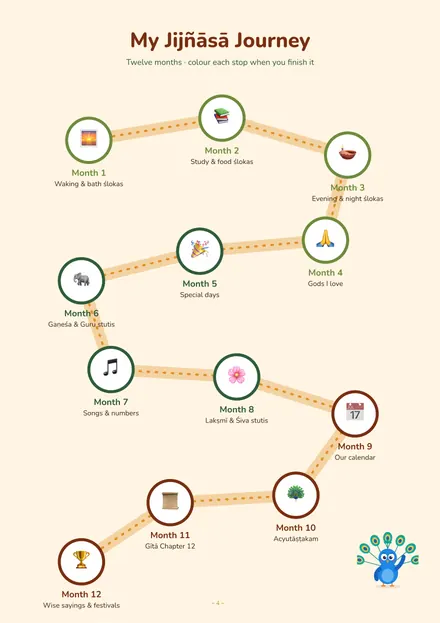 My Jijñāsā Journey
Twelve months · colour each stop when you finish it
Month 1
Waking & bath ślokas
Month 2
Study & food ślokas
Month 3
Evening & night ślokas
Month 4
Gods I love
Month 5
Special days
Month 6
Gaṇeśa & Guru stutis
Month 7
Songs & numbers
Month 8
Lakṣmī & Śiva stutis
17
Month 9
Our calendar
Month 10
Acyutāṣṭakam
Month 11
Gītā Chapter 12
Month 12
Wise sayings & festivals
– 4 –